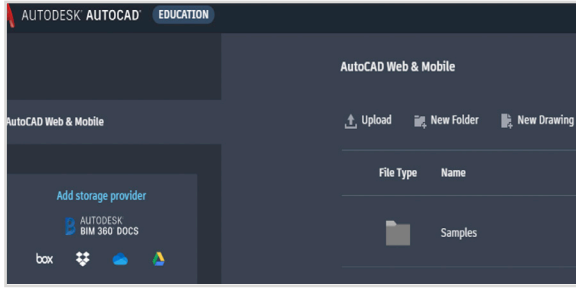 AUTODESK' AUTOCAD' EDUCATION
AutoCAD Web & Mobile
Upload New Folder New Drawing
File Type Name
Samples
AutoCAD Web & Mobile
Add storage provider
AUTODESK'
BIM 360 DOCS
box